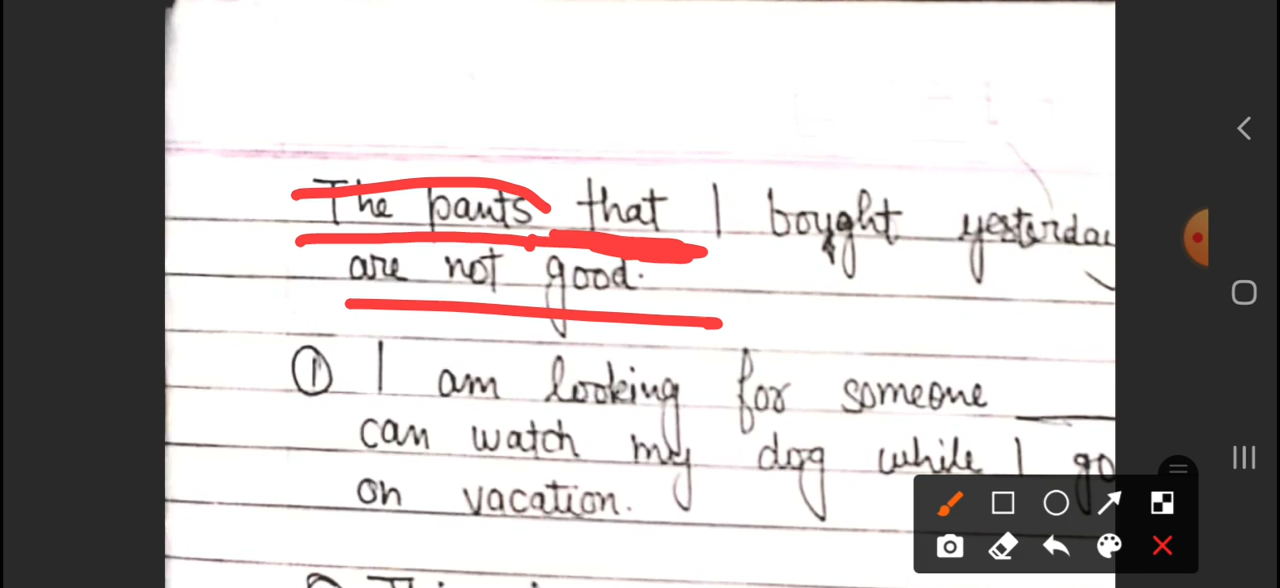 The pants that I bought yesterday
are not good.
① I am looking for someone ____
can watch my dog while I go
on vacation.